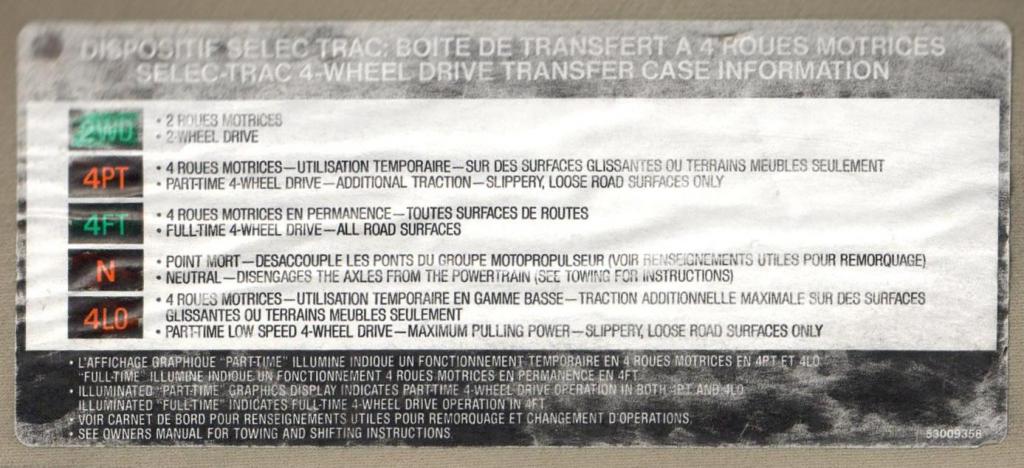 DISPOSITIF SELEC TRAC: BOITE DE TRANSFERT A 4 ROUES MOTRICES
SELEC-TRAC 4-WHEEL DRIVE TRANSFER CASE INFORMATION
2WD
• 2 ROUES MOTRICES
• 2-WHEEL DRIVE
4PT
• 4 ROUES MOTRICES—UTILISATION TEMPORAIRE—SUR DES SURFACES GLISSANTES OU TERRAINS MEUBLES SEULEMENT
• PART-TIME 4-WHEEL DRIVE—ADDITIONAL TRACTION—SLIPPERY, LOOSE ROAD SURFACES ONLY
4FT
• 4 ROUES MOTRICES EN PERMANENCE—TOUTES SURFACES DE ROUTES
• FULL-TIME 4-WHEEL DRIVE—ALL ROAD SURFACES
N
• POINT MORT—DESACCOUPLE LES PONTS DU GROUPE MOTOPROPULSEUR (VOIR RENSEIGNEMENTS UTILES POUR REMORQUAGE)
• NEUTRAL—DISENGAGES THE AXLES FROM THE POWERTRAIN (SEE TOWING FOR INSTRUCTIONS)
4LO
• 4 ROUES MOTRICES—UTILISATION TEMPORAIRE EN GAMME BASSE—TRACTION ADDITIONNELLE MAXIMALE SUR DES SURFACES
GLISSANTES OU TERRAINS MEUBLES SEULEMENT
• PART-TIME LOW SPEED 4-WHEEL DRIVE—MAXIMUM PULLING POWER—SLIPPERY, LOOSE ROAD SURFACES ONLY
• L'AFFICHAGE GRAPHIQUE "PART-TIME" ILLUMINE INDIQUE UN FONCTIONNEMENT TEMPORAIRE EN 4 ROUES MOTRICES EN 4PT ET 4LO
"FULL-TIME" ILLUMINE INDIQUE UN FONCTIONNEMENT 4 ROUES MOTRICES EN PERMANENCE EN 4FT
• ILLUMINATED "PART-TIME" GRAPHICS DISPLAY INDICATES PART-TIME 4-WHEEL DRIVE OPERATION IN BOTH 4PT AND 4LO
ILLUMINATED "FULL-TIME" INDICATES FULL-TIME 4-WHEEL DRIVE OPERATION IN 4FT
• VOIR CARNET DE BORD POUR RENSEIGNEMENTS UTILES POUR REMORQUAGE ET CHANGEMENT D'OPERATIONS.
• SEE OWNERS MANUAL FOR TOWING AND SHIFTING INSTRUCTIONS.
53009356